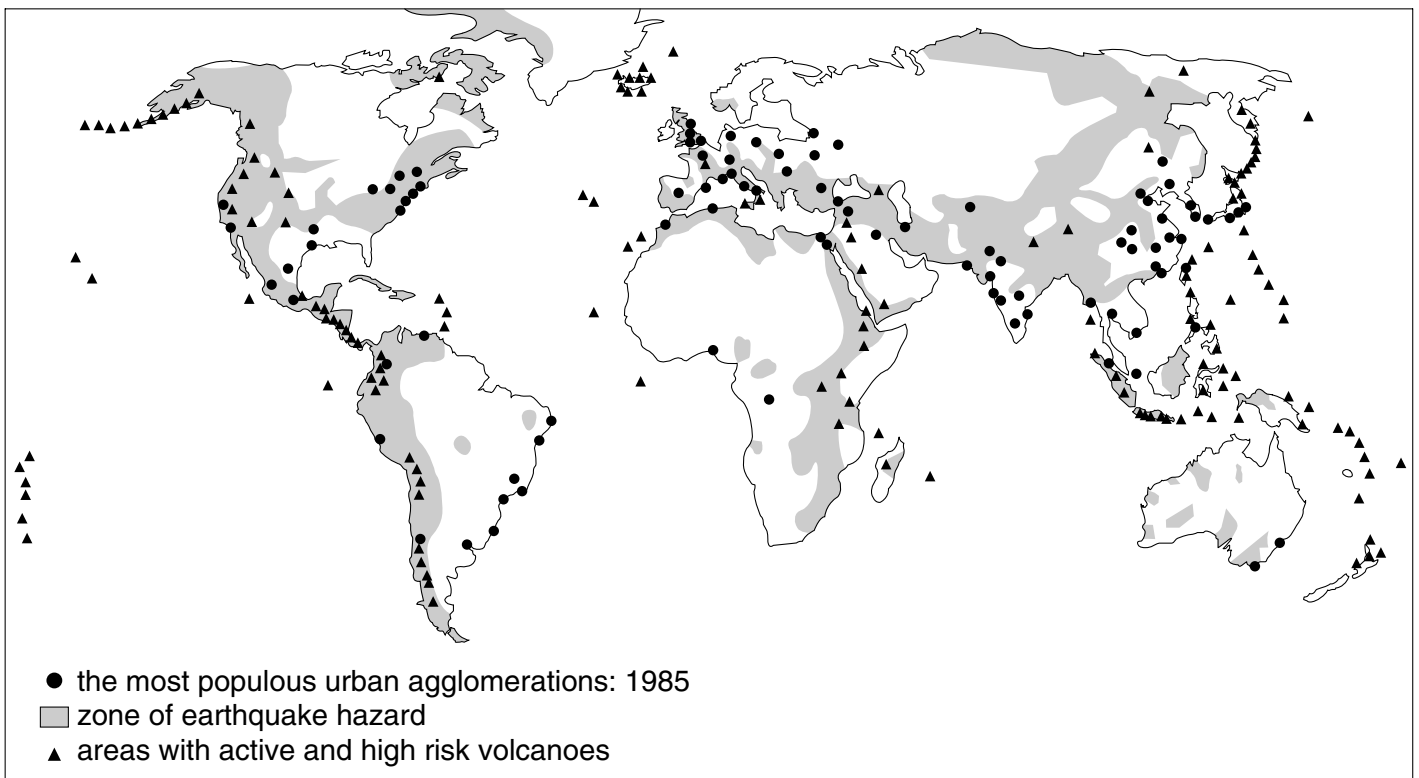 the most populous urban agglomerations: 1985
zone of earthquake hazard
areas with active and high risk volcanoes